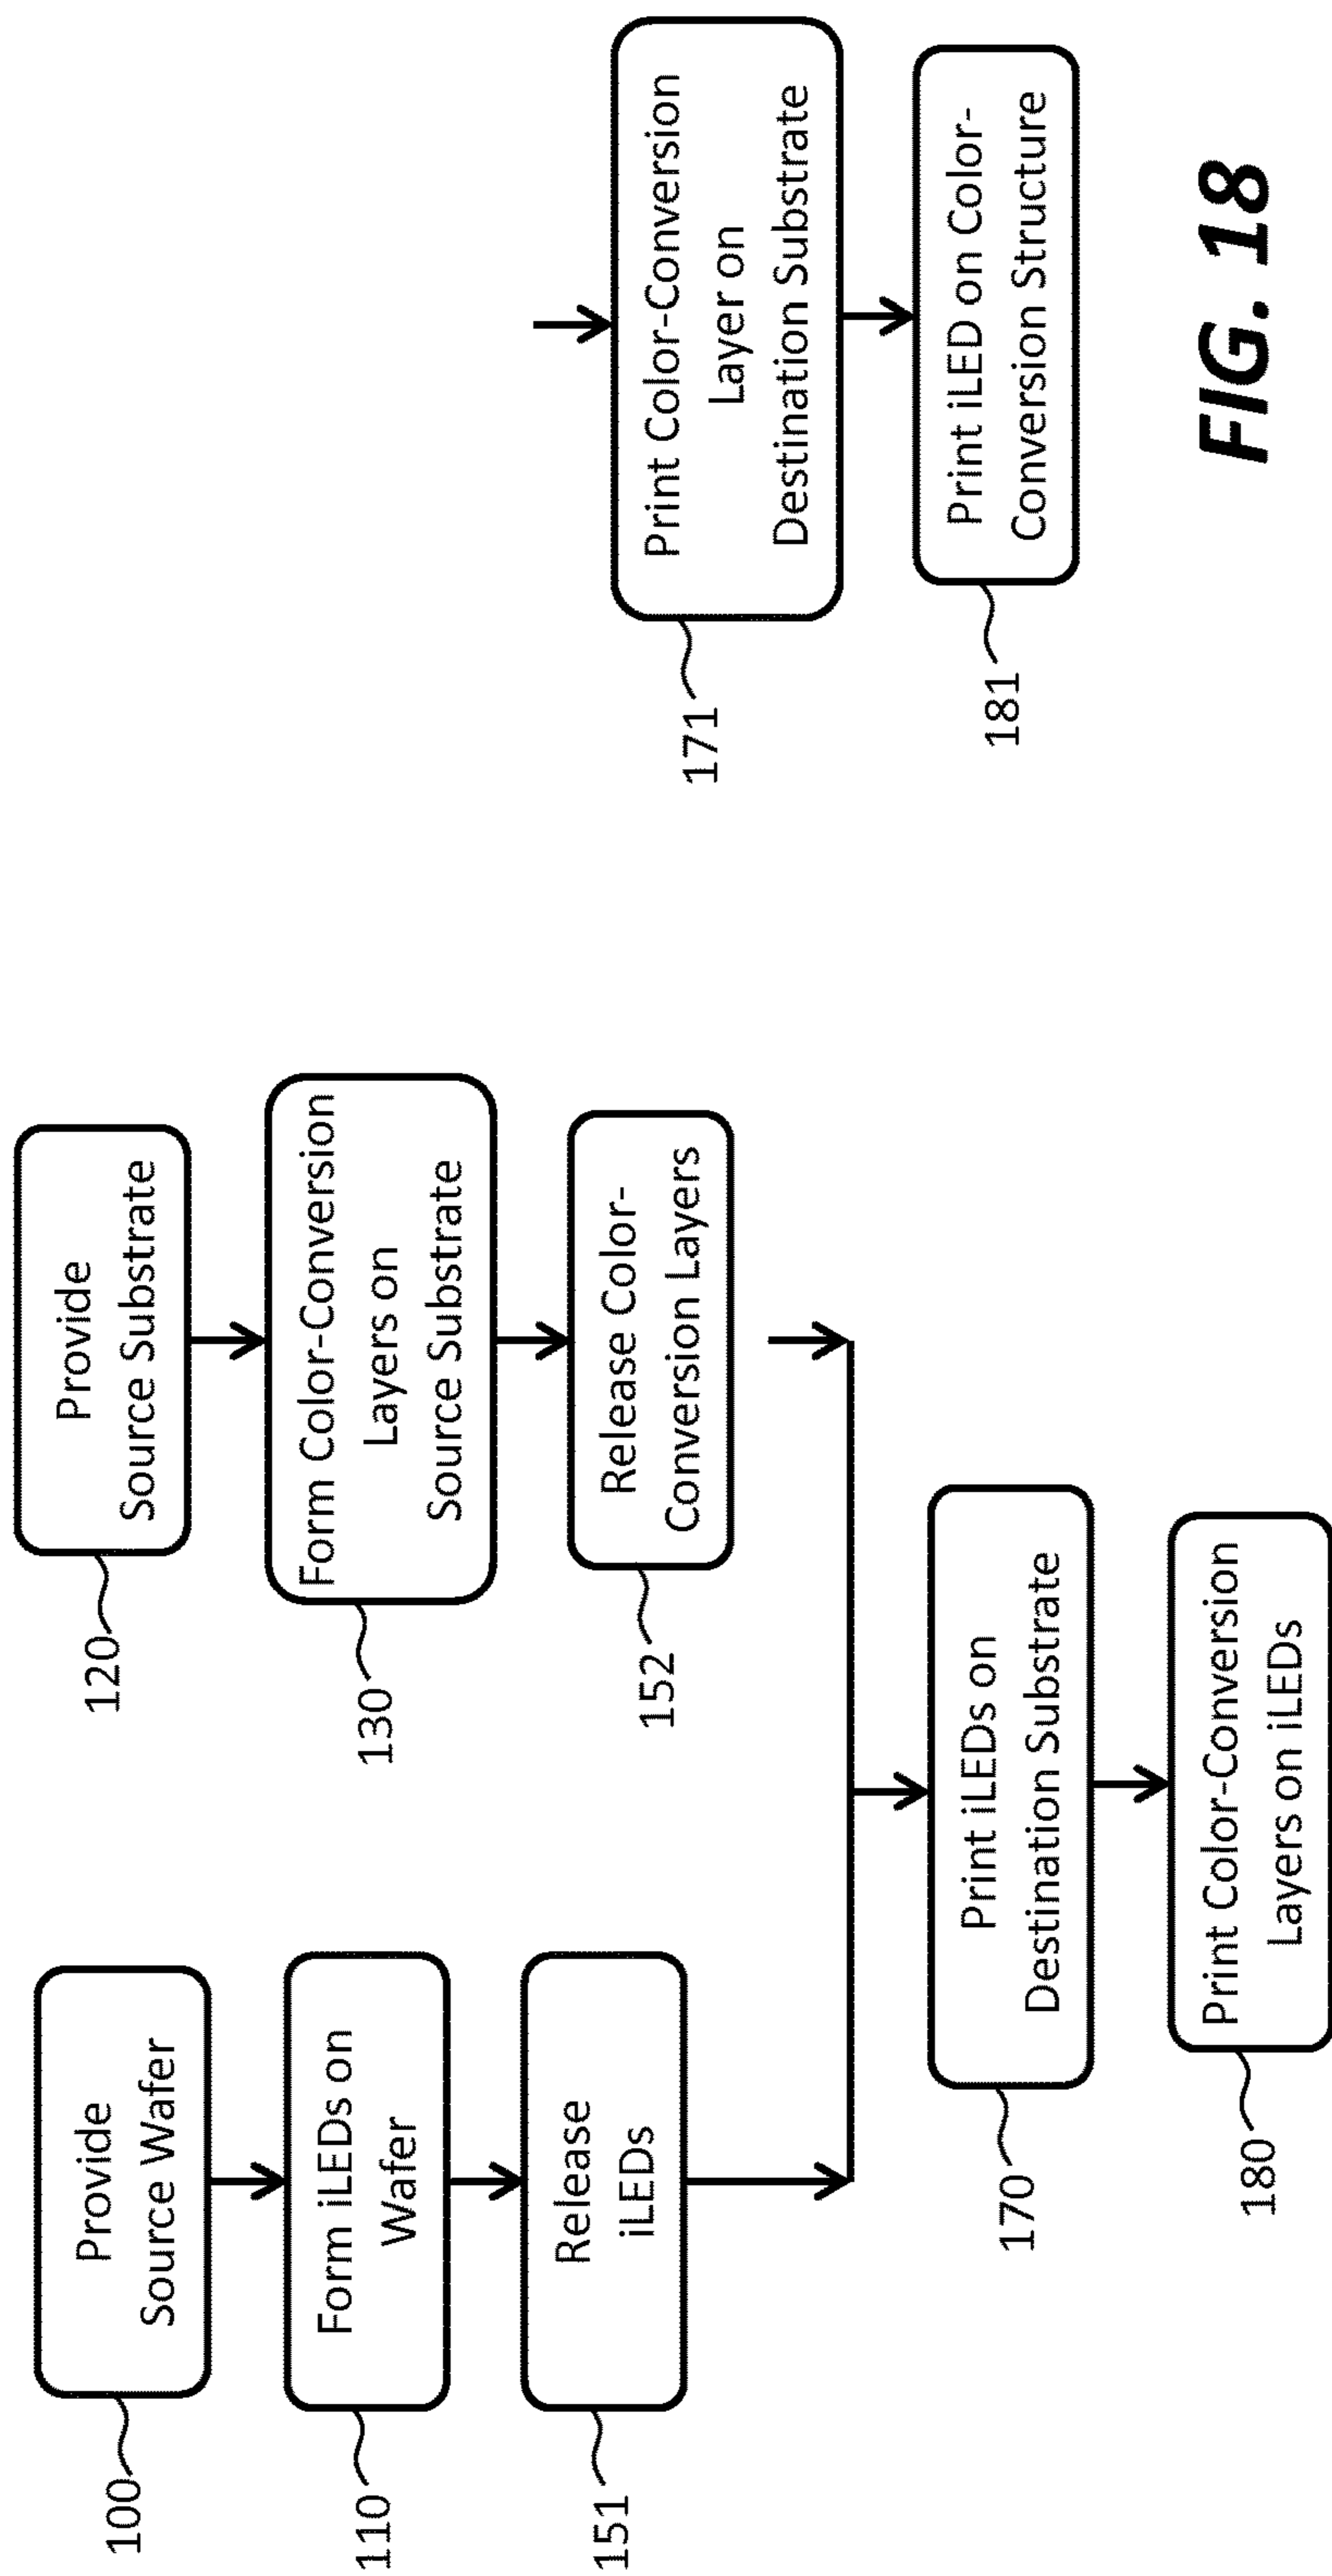 100
Provide
Source Wafer
110
Form iLEDs on
Wafer
151
Release
iLEDs
120
Provide
Source Substrate
130
Form Color-Conversion
Layers on
Source Substrate
152
Release Color-
Conversion Layers
170
Print iLEDs on
Destination Substrate
180
Print Color-Conversion
Layers on iLEDs
171
Print Color-Conversion
Layer on
Destination Substrate
181
Print iLED on Color-
Conversion Structure
FIG. 18